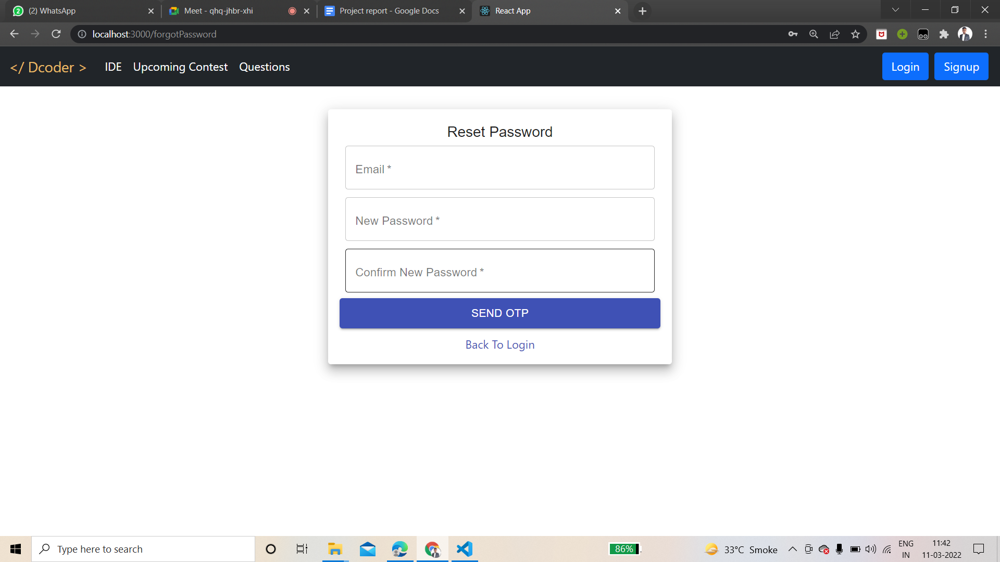 (2) WhatsApp
Meet - qhq-jhbr-xhi
Project report - Google Docs
React App
localhost:3000/forgotPassword
</ Dcoder >
IDE
Upcoming Contest
Questions
Login
Signup
Reset Password
Email *
New Password *
Confirm New Password *
SEND OTP
Back To Login
Type here to search
86%
33°C Smoke
ENG
IN
11:42
11-03-2022